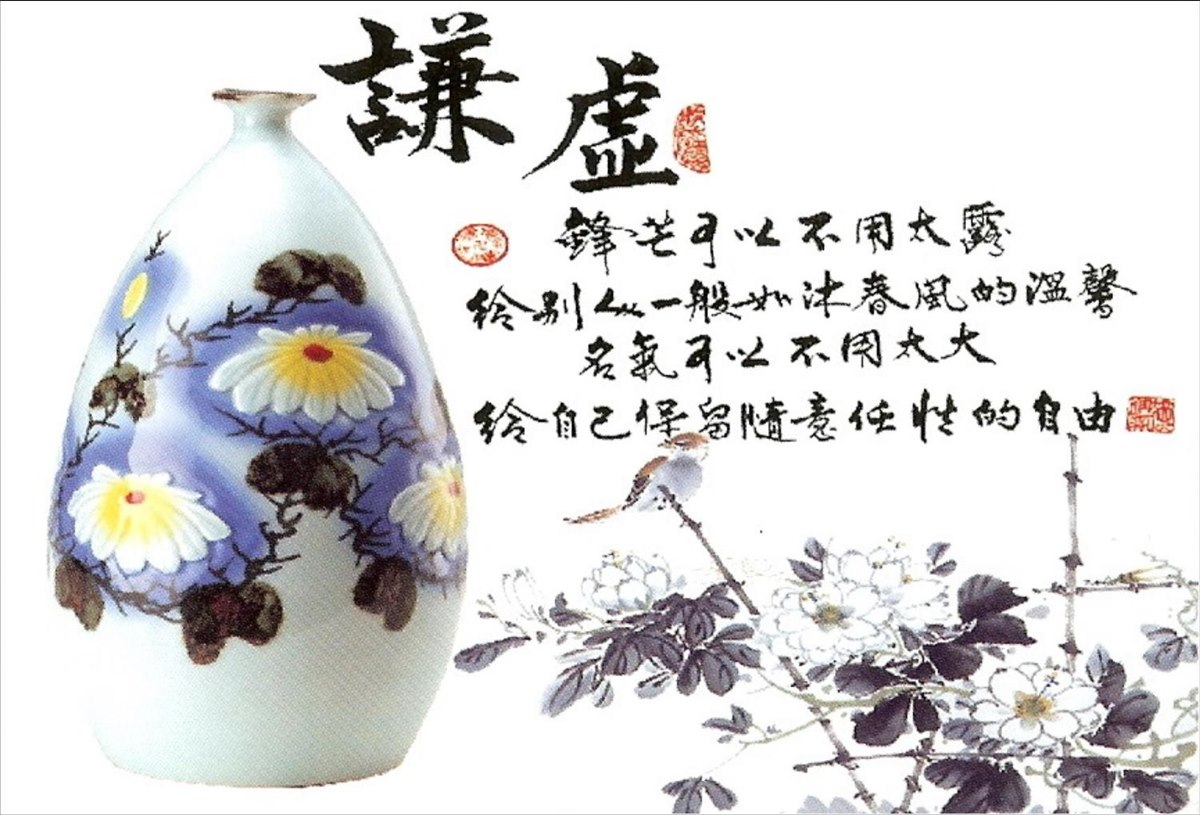 謙虛
鋒芒可以不用太露
給別人一般如沐春風的溫馨
名氣可以不用太大
給自己保留隨意任性的自由